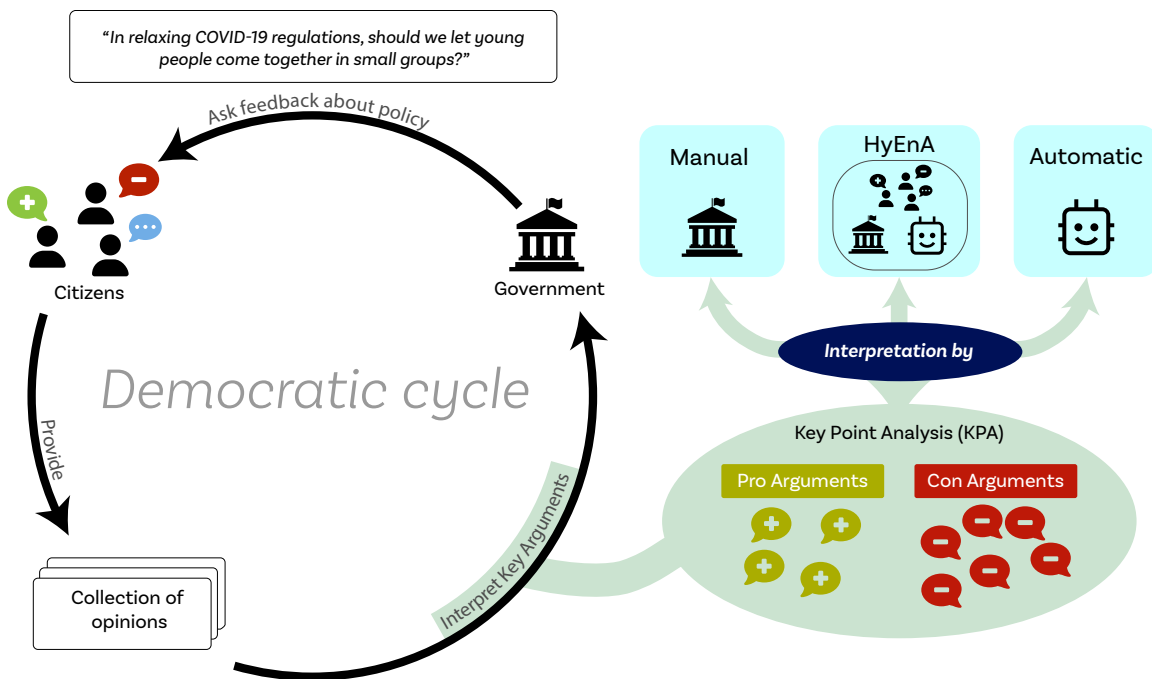 “In relaxing COVID-19 regulations, should we let young
people come together in small groups?”
Ask feedback about policy
Citizens
Government
Democratic cycle
Provide
Collection of
opinions
Interpret Key Arguments
Manual
HyEnA
Automatic
Interpretation by
Key Point Analysis (KPA)
Pro Arguments
Con Arguments